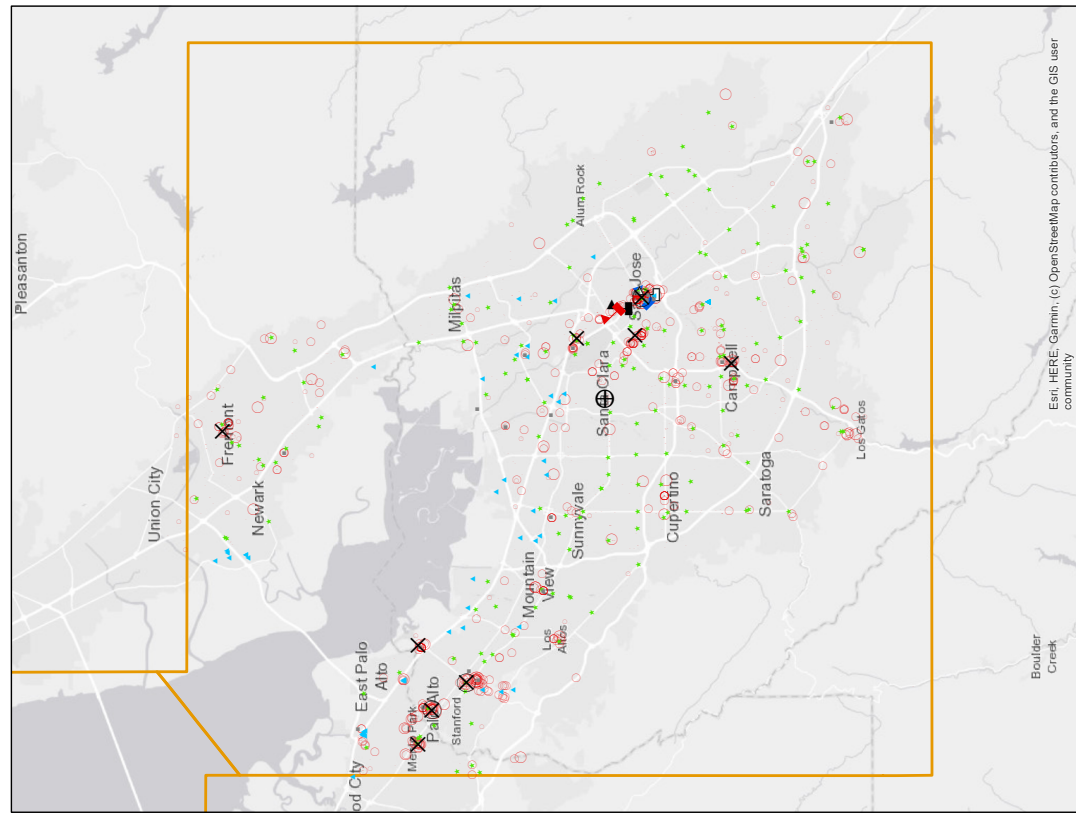 Pleasanton
Union City
Fremont
Newark
Milpitas
Alum Rock
Jose
Santa Clara
Campbell
Los Gatos
Saratoga
Cupertino
Sunnyvale
Mountain
View
Los
Altos
East Palo
Alto
Palo Alto
Menlo Park
Stanford
od City
Boulder
Creek
Esri, HERE, Garmin, (c) OpenStreetMap contributors, and the GIS user
community